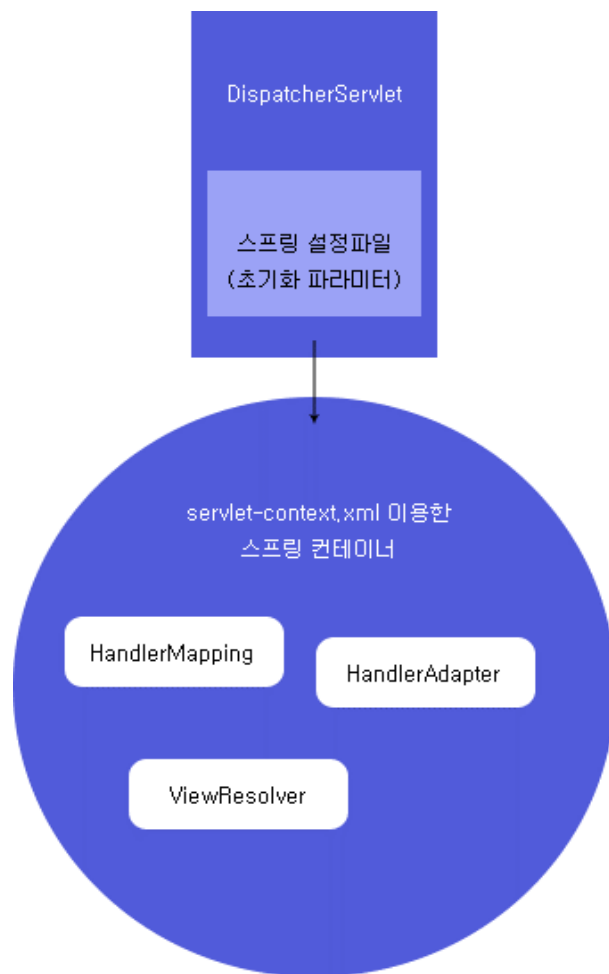 DispatcherServlet
스프링 설정파일
(초기화 파라미터)
servlet-context.xml 이용한
스프링 컨테이너
HandlerMapping
HandlerAdapter
ViewResolver